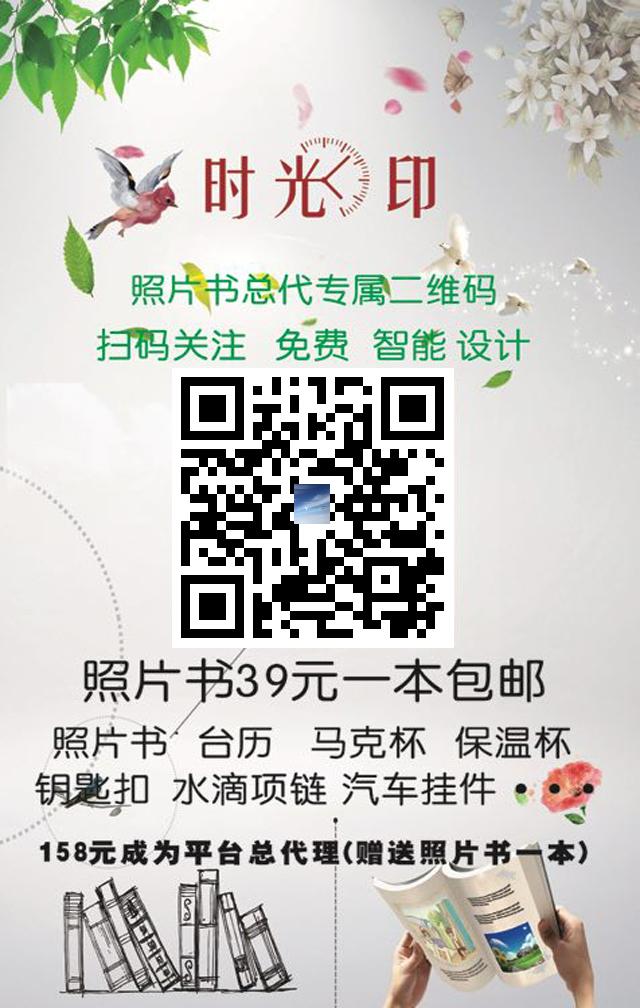 时光印
照片书总代专属二维码
扫码关注 免费 智能 设计
照片书39元一本包邮
照片书 台历 马克杯 保温杯
钥匙扣 水滴项链 汽车挂件
158元成为平台总代理(赠送照片书一本)